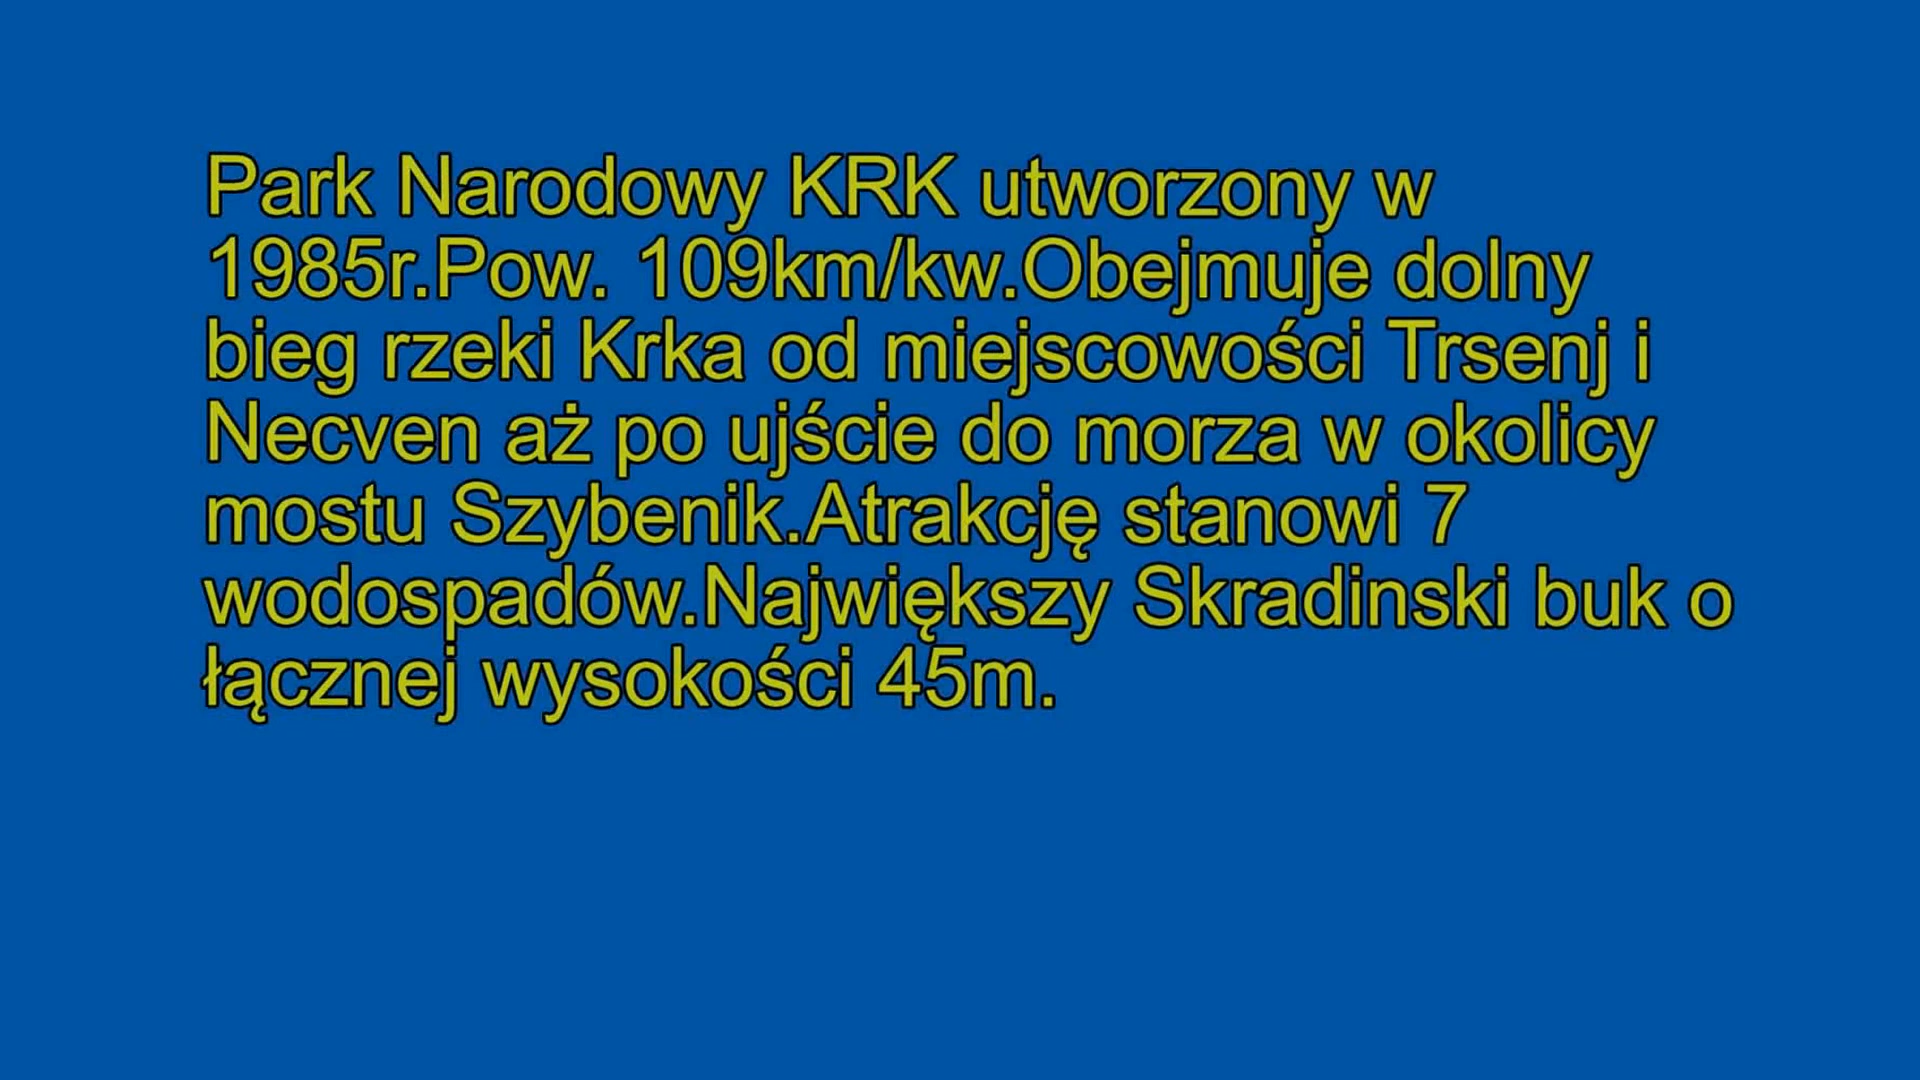 Park Narodowy KRK utworzony w
1985r.Pow. 109km/kw.Obejmuje dolny
bieg rzeki Krka od miejscowości Trsenj i
Necven aż po ujście do morza w okolicy
mostu Szybenik.Atrakcję stanowi 7
wodospadów.Największy Skradinski buk o
łącznej wysokości 45m.